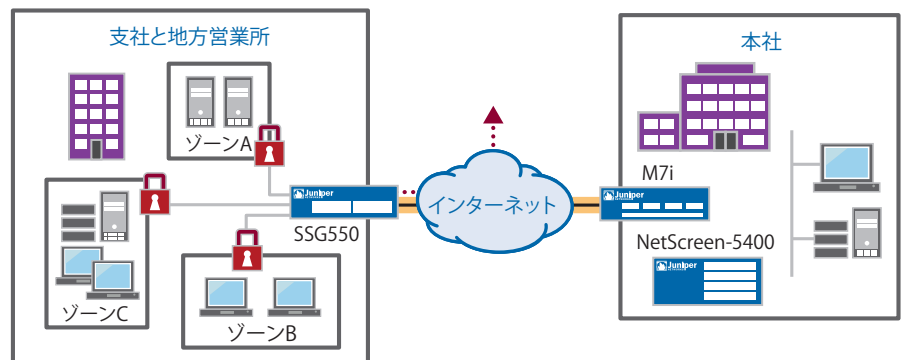 支社と地方営業所
本社
ゾーンA
M7i
Juniper
インターネット
Juniper
SSG550
NetScreen-5400
Juniper
ゾーンC
ゾーンB